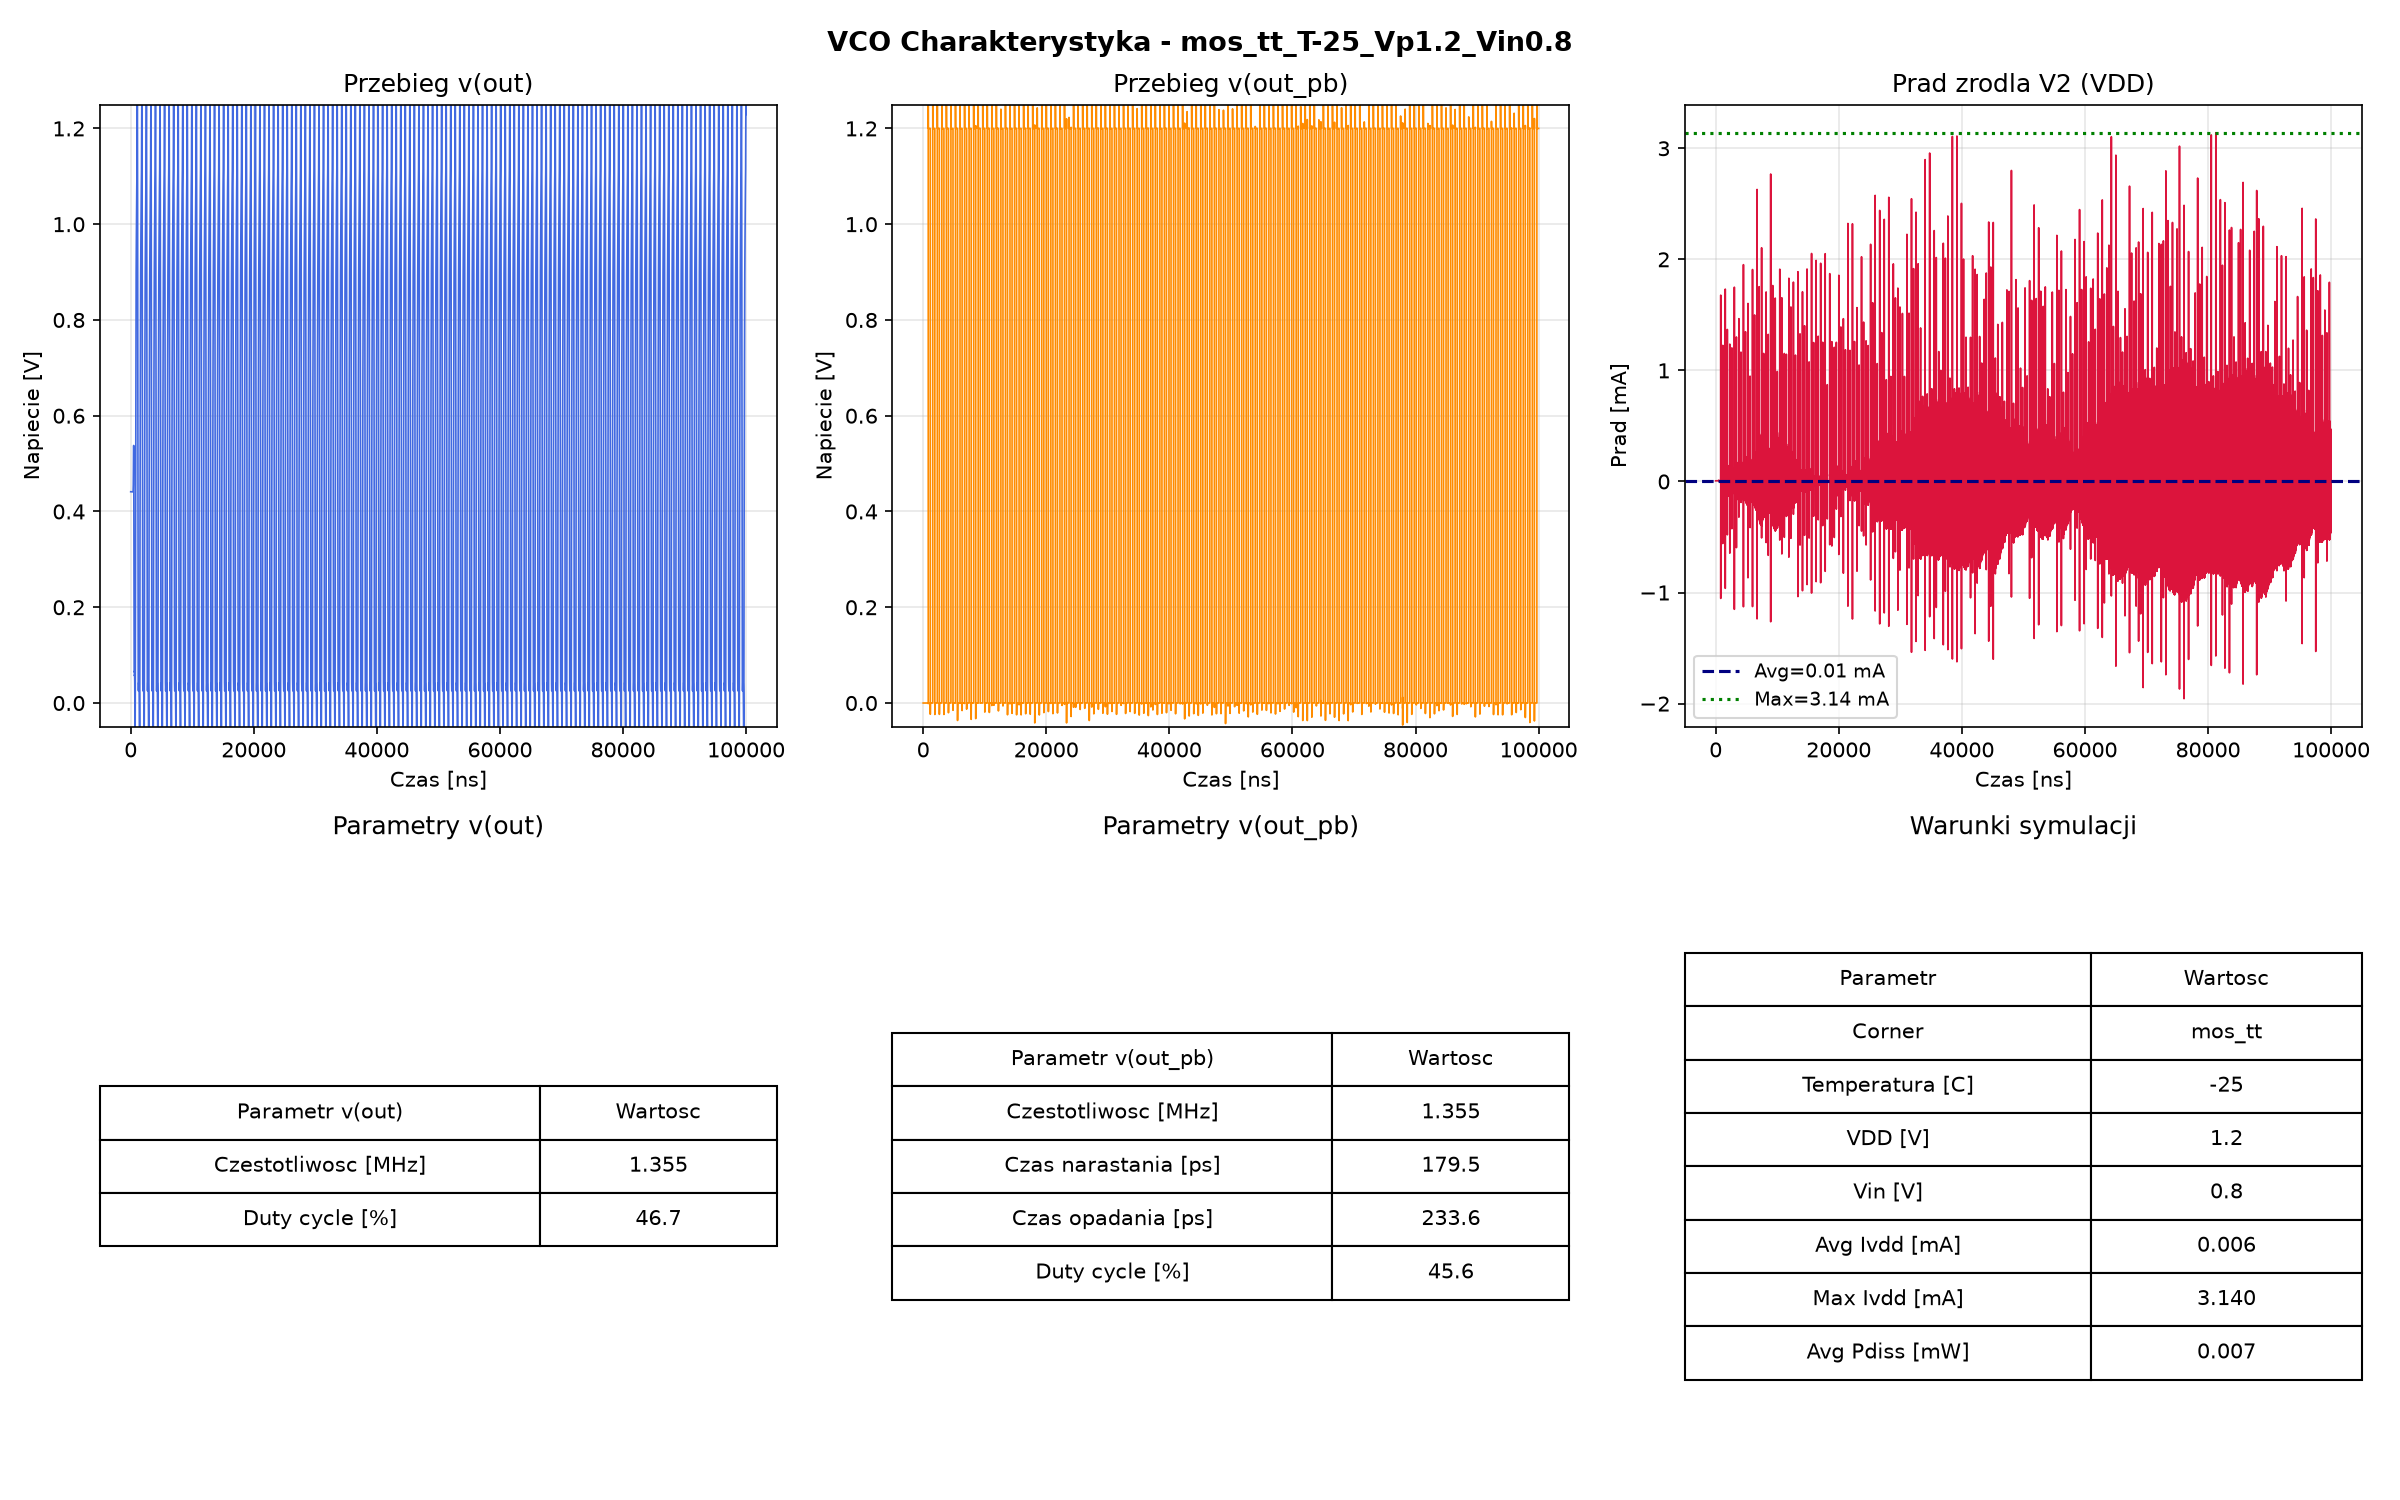 VCO Charakterystyka - mos_tt_T-25_Vp1.2_Vin0.8
Przebieg v(out)
Napiecie [V]
1.2
1.0
0.8
0.6
0.4
0.2
0.0
0 20000 40000 60000 80000 100000
Czas [ns]
Przebieg v(out_pb)
Napiecie [V]
1.2
1.0
0.8
0.6
0.4
0.2
0.0
0 20000 40000 60000 80000 100000
Czas [ns]
Prad zrodla V2 (VDD)
Prad [mA]
3
2
1
0
−1
−2
Avg=0.01 mA
Max=3.14 mA
0 20000 40000 60000 80000 100000
Czas [ns]
Parametry v(out)
Parametr v(out) Wartosc
Czestotliwosc [MHz] 1.355
Duty cycle [%] 46.7
Parametry v(out_pb)
Parametr v(out_pb) Wartosc
Czestotliwosc [MHz] 1.355
Czas narastania [ps] 179.5
Czas opadania [ps] 233.6
Duty cycle [%] 45.6
Warunki symulacji
Parametr Wartosc
Corner mos_tt
Temperatura [C] -25
VDD [V] 1.2
Vin [V] 0.8
Avg Ivdd [mA] 0.006
Max Ivdd [mA] 3.140
Avg Pdiss [mW] 0.007